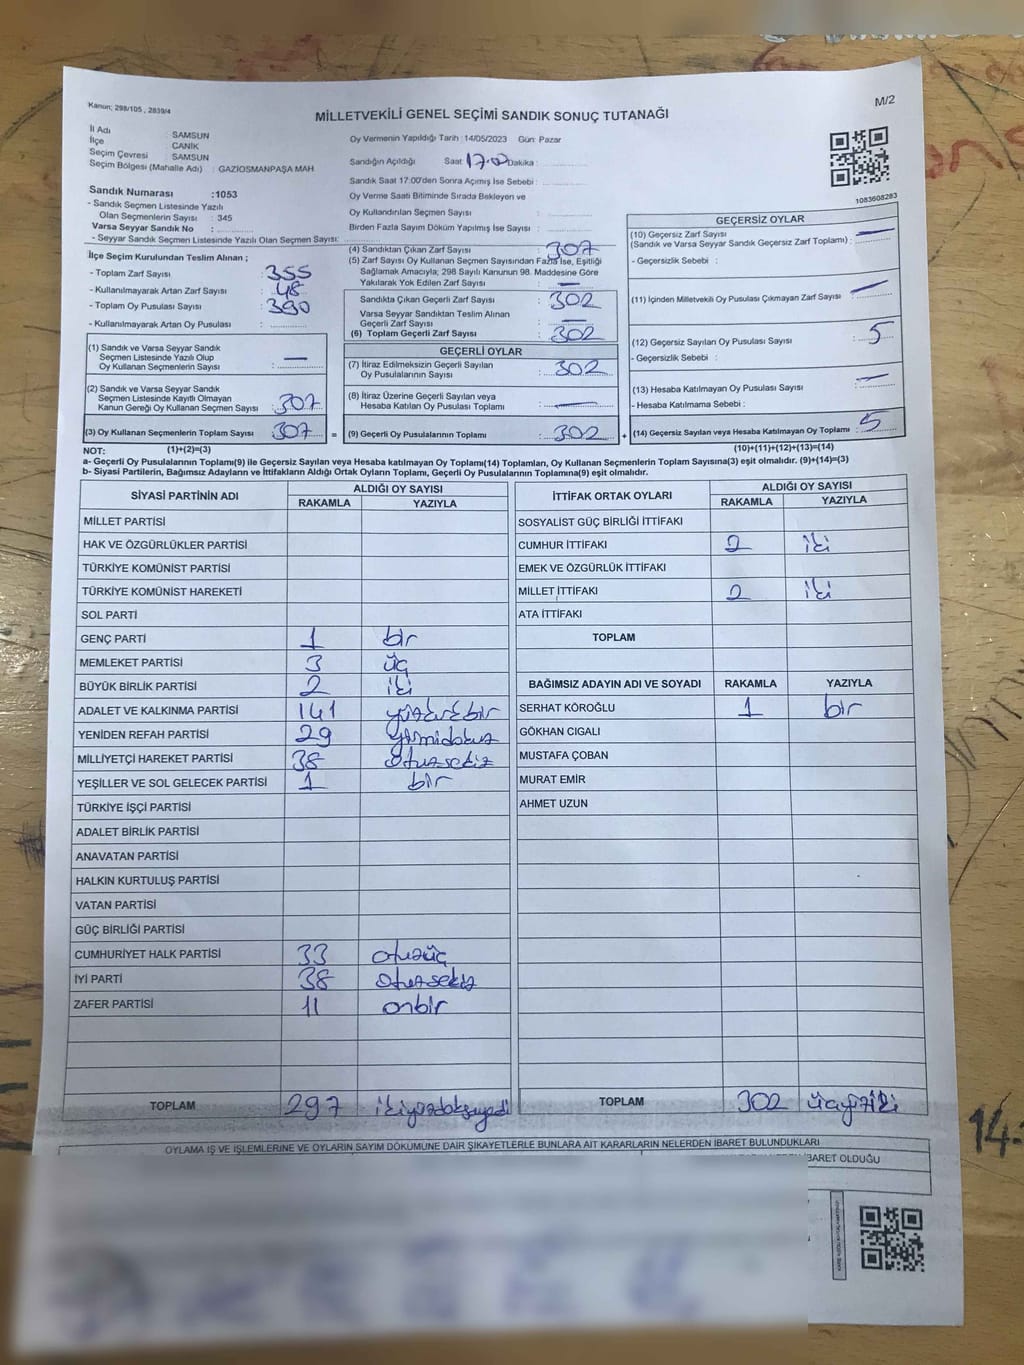 Kanun; 298/105 , 2839/4
MİLLETVEKİLİ GENEL SEÇİMİ SANDIK SONUÇ TUTANAĞI
M/2
İl Adı : SAMSUN
İlçe : CANİK
Seçim Çevresi : SAMSUN
Seçim Bölgesi (Mahalle Adı) : GAZİOSMANPAŞA MAH
Sandık Numarası :1053
- Sandık Seçmen Listesinde Yazılı
Olan Seçmenlerin Sayısı : 345
Varsa Seyyar Sandık No :
- Seyyar Sandık Seçmen Listesinde Yazılı Olan Seçmen Sayısı:
İlçe Seçim Kurulundan Teslim Alınan ;
- Toplam Zarf Sayısı : 355
- Kullanılmayarak Artan Zarf Sayısı : 48
- Toplam Oy Pusulası Sayısı : 390
- Kullanılmayarak Artan Oy Pusulası :
(1) Sandık ve Varsa Seyyar Sandık
Seçmen Listesinde Yazılı Olup
Oy Kullanan Seçmenlerin Sayısı : —
(2) Sandık ve Varsa Seyyar Sandık
Seçmen Listesinde Kayıtlı Olmayan
Kanun Gereği Oy Kullanan Seçmen Sayısı : 307
(3) Oy Kullanan Seçmenlerin Toplam Sayısı : 307 =
Oy Vermenin Yapıldığı Tarih :14/05/2023 Gün: Pazar
Sandığın Açıldığı Saat 17:00 Dakika :
Sandık Saat 17:00'den Sonra Açılmış İse Sebebi :
Oy Verme Saati Bitiminde Sırada Bekleyen ve
Oy Kullandırılan Seçmen Sayısı :
Birden Fazla Sayım Döküm Yapılmış İse Sayısı :
(4) Sandıktan Çıkan Zarf Sayısı : 307
(5) Zarf Sayısı Oy Kullanan Seçmen Sayısından Fazla İse, Eşitliği
Sağlamak Amacıyla; 298 Sayılı Kanunun 98. Maddesine Göre
Yakılarak Yok Edilen Zarf Sayısı : —
Sandıkta Çıkan Geçerli Zarf Sayısı : 302
Varsa Seyyar Sandıktan Teslim Alınan
Geçerli Zarf Sayısı : —
(6) Toplam Geçerli Zarf Sayısı : 302
GEÇERLİ OYLAR
(7) İtiraz Edilmeksizin Geçerli Sayılan
Oy Pusulalarının Sayısı : 302
(8) İtiraz Üzerine Geçerli Sayılan veya
Hesaba Katılan Oy Pusulası Toplamı : —
(9) Geçerli Oy Pusulalarının Toplamı : 302 +
1083608283
GEÇERSİZ OYLAR
(10) Geçersiz Zarf Sayısı
(Sandık ve Varsa Seyyar Sandık Geçersiz Zarf Toplamı) : —
- Geçersizlik Sebebi :
(11) İçinden Milletvekili Oy Pusulası Çıkmayan Zarf Sayısı : —
(12) Geçersiz Sayılan Oy Pusulası Sayısı : 5
- Geçersizlik Sebebi :
(13) Hesaba Katılmayan Oy Pusulası Sayısı : —
- Hesaba Katılmama Sebebi :
(14) Geçersiz Sayılan veya Hesaba Katılmayan Oy Toplamı : 5
NOT: (1)+(2)=(3) (10)+(11)+(12)+(13)=(14)
a- Geçerli Oy Pusulalarının Toplamı(9) ile Geçersiz Sayılan veya Hesaba katılmayan Oy Toplamı(14) Toplamları, Oy Kullanan Seçmenlerin Toplam Sayısına(3) eşit olmalıdır. (9)+(14)=(3)
b- Siyasi Partilerin, Bağımsız Adayların ve İttifakların Aldığı Ortak Oyların Toplamı, Geçerli Oy Pusulalarının Toplamına(9) eşit olmalıdır.
SİYASİ PARTİNİN ADI ALDIĞI OY SAYISI
RAKAMLA YAZIYLA
MİLLET PARTİSİ
HAK VE ÖZGÜRLÜKLER PARTİSİ
TÜRKİYE KOMÜNİST PARTİSİ
TÜRKİYE KOMÜNİST HAREKETİ
SOL PARTİ
GENÇ PARTİ 1 bir
MEMLEKET PARTİSİ 3 üç
BÜYÜK BİRLİK PARTİSİ 2 iki
ADALET VE KALKINMA PARTİSİ 141 yüzkırkbir
YENİDEN REFAH PARTİSİ 29 yirmidokuz
MİLLİYETÇİ HAREKET PARTİSİ 38 otuzsekiz
YEŞİLLER VE SOL GELECEK PARTİSİ 1 bir
TÜRKİYE İŞÇİ PARTİSİ
ADALET BİRLİK PARTİSİ
ANAVATAN PARTİSİ
HALKIN KURTULUŞ PARTİSİ
VATAN PARTİSİ
GÜÇ BİRLİĞİ PARTİSİ
CUMHURİYET HALK PARTİSİ 33 otuzüç
İYİ PARTİ 38 otuzsekiz
ZAFER PARTİSİ 11 onbir
TOPLAM 297 ikiyüzdoksanyedi
İTTİFAK ORTAK OYLARI ALDIĞI OY SAYISI
RAKAMLA YAZIYLA
SOSYALİST GÜÇ BİRLİĞİ İTTİFAKI
CUMHUR İTTİFAKI 2 iki
EMEK VE ÖZGÜRLÜK İTTİFAKI
MİLLET İTTİFAKI 2 iki
ATA İTTİFAKI
TOPLAM
BAĞIMSIZ ADAYIN ADI VE SOYADI RAKAMLA YAZIYLA
SERHAT KÖROĞLU 1 bir
GÖKHAN CIGALI
MUSTAFA ÇOBAN
MURAT EMİR
AHMET UZUN
TOPLAM 302 üçyüziki
OYLAMA İŞ VE İŞLEMLERİNE VE OYLARIN SAYIM DÖKÜMÜNE DAİR ŞİKAYETLERLE BUNLARA AİT KARARLARIN NELERDEN İBARET BULUNDUKLARI
BARET OLDUĞU
14